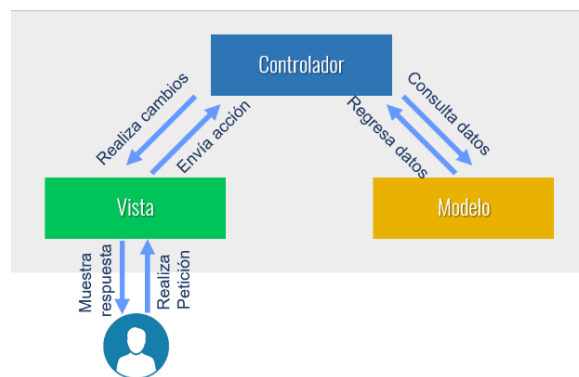 Controlador
Realiza cambios
Envía acción
Regresa datos
Consulta datos
Vista
Modelo
Muestra
respuesta
Realiza
Petición